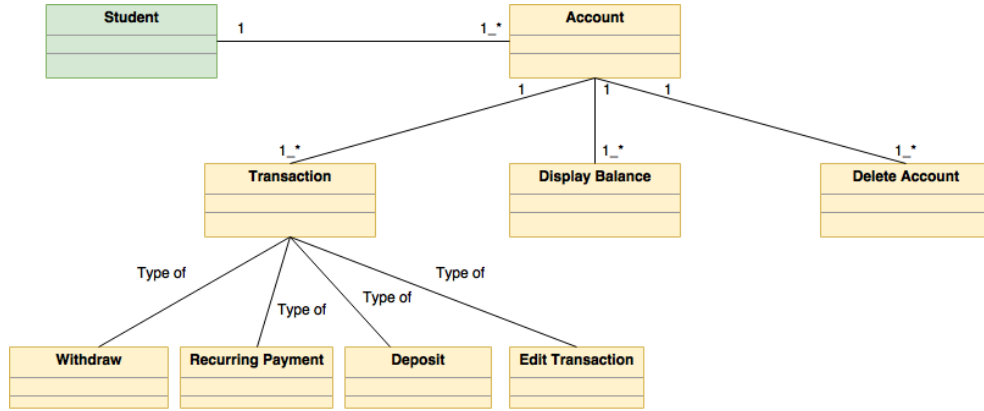 Student
Account
1
1_*
1
1
1
1_*
1_*
1_*
Transaction
Display Balance
Delete Account
Type of
Type of
Type of
Type of
Withdraw
Recurring Payment
Deposit
Edit Transaction